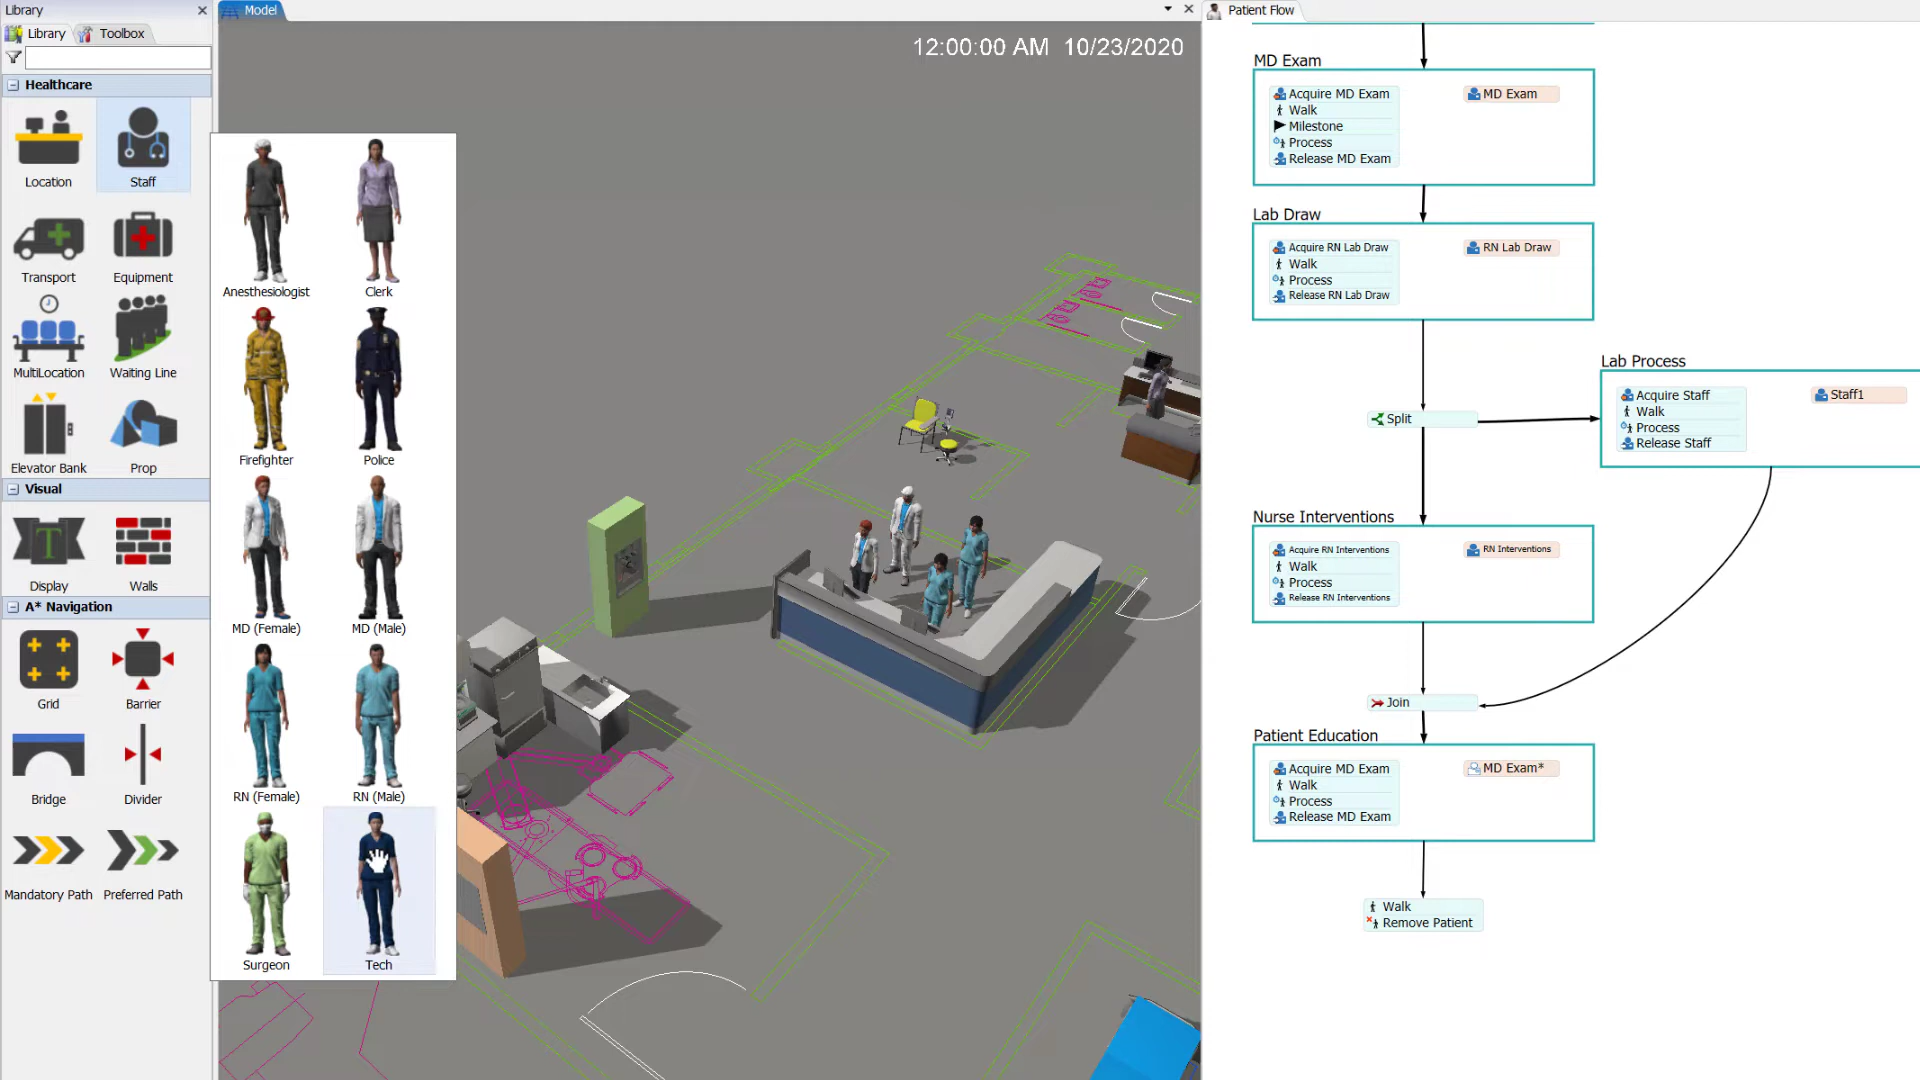 Library
Library
Toolbox
Healthcare
Location
Staff
Transport
Equipment
MultiLocation
Waiting Line
Elevator Bank
Prop
Visual
T
Display
Walls
A* Navigation
Grid
Barrier
Bridge
Divider
Mandatory Path
Preferred Path
Anesthesiologist
Clerk
Firefighter
Police
MD (Female)
MD (Male)
RN (Female)
RN (Male)
Surgeon
Tech
Model
12:00:00 AM 10/23/2020
Patient Flow
MD Exam
Acquire MD Exam
Walk
Milestone
Process
Release MD Exam
MD Exam
Lab Draw
Acquire RN Lab Draw
Walk
Process
Release RN Lab Draw
RN Lab Draw
Split
Lab Process
Acquire Staff
Walk
Process
Release Staff
Staff1
Nurse Interventions
Acquire RN Interventions
Walk
Process
Release RN Interventions
RN Interventions
Join
Patient Education
Acquire MD Exam
Walk
Process
Release MD Exam
MD Exam*
Walk
Remove Patient